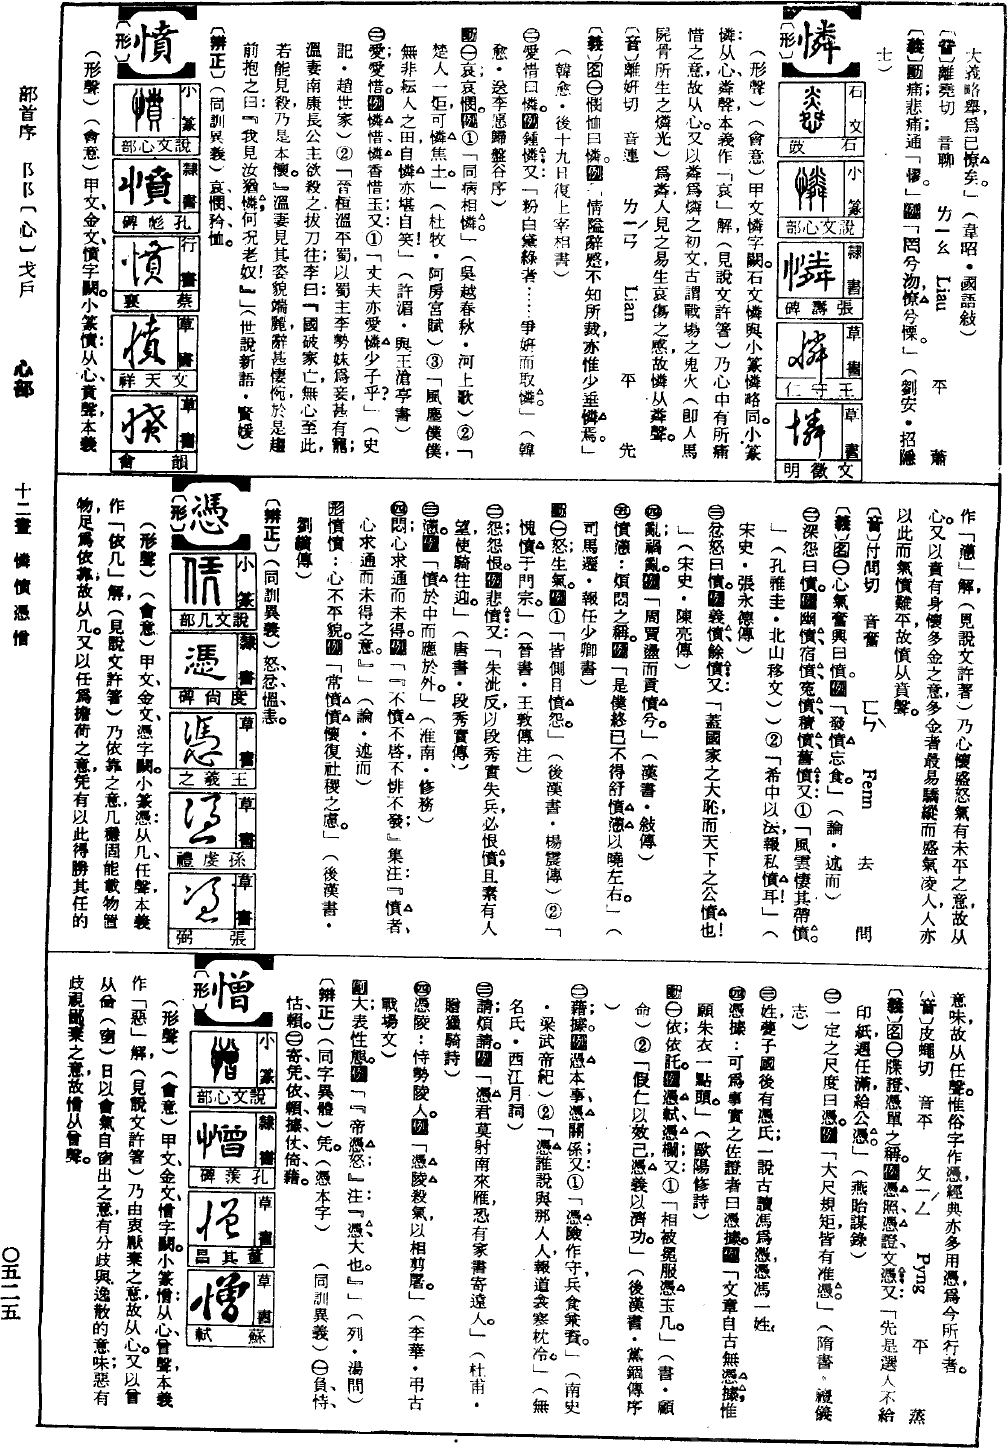 大義略舉爲已憭矣。」(韋昭・國語敍)
〔音〕離堯切 音聊 ㄌㄧㄠ Liau 平 蕭
〔義〕動痛悲痛通「憀」。例「罔兮沕憭兮慄。」(劉安・招隱
士)
憐
〔形〕
石文 石鼓
小篆 說文心部
隸書 張壽碑
草書 王守仁
草書 文徵明
(形聲)(會意)甲文憐字闕。石文憐與小篆憐略同。小篆
憐从心、粦聲、本義作「哀」解(見說文許箸)乃心中有所痛
惜之意、故从心。又以粦爲燐之初文、古謂戰場之鬼火(即人馬
屍骨所生之燐光)爲粦、人見之易生哀傷之感、故憐从粦聲。
〔音〕離妍切 音連 ㄌㄧㄢ Lian 平 先
〔義〕名㊀憫恤曰憐。例「情隘辭蹙、不知所裁、亦惟少垂憐焉。」
(韓愈・後十九日復上宰相書)
㊁愛惜曰憐。例鍾憐又:「粉白黛綠者……爭妍而取憐。」(韓
愈・送李愿歸盤谷序)
動㊀哀;哀憫。例①「同病相憐」(吳越春秋・河上歌)②「
楚人一炬、可憐焦土。」(杜牧・阿房宮賦)③「風塵僕僕、
無非耘人之田、自憐亦堪自笑!」(許湄・與王滄亭書)
㊁愛;愛惜。例憐惜、憐香惜玉又:①「丈夫亦愛憐少子乎?」(史
記・趙世家)②「晉桓溫平蜀、以蜀主李勢妹爲妾、甚有寵;
溫妻南康長公主欲殺之、拔刀往、李曰:『國破家亡、無心至此、
若能見殺、乃是本懷。』溫妻見其姿貌端麗、辭甚悽惋、於是趨
前抱之曰:『我見汝猶憐、何況老奴!』」(世說新語・賢媛)
〔辨正〕(同訓異義)哀、憫、矜、恤。
憤
〔形〕
小篆 說文心部
隸書 孔彪碑
行書 蔡襄
草書 文天祥
草書 韻會
(形聲)(會意)甲文、金文、憤字闕。小篆憤:从心、賁聲、本義
作「懣」解(見說文許箸)乃心懷盛怒氣有未平之意、故从
心。又以賁有身懷多金之意、多金者最易驕縱而盛氣凌人、人亦
以此而氣憤難平、故憤从賁聲。
〔音〕付問切 音奮 ㄈㄣˋ Fenn 去 問
〔義〕名㊀心氣奮興曰憤。例「發憤忘食。」(論・述而)
㊁深怨曰憤。例幽憤、宿憤、冤憤、積憤、舊憤又:①「風雲悽其帶憤。
」(孔雅圭・北山移文))②「希中以法、報私憤耳!」(
宋史・張永德傳)
㊂忿怒曰憤。例義憤、餘憤又:「蓋國家之大恥、而天下之公憤也!
」(宋史・陳亮傳)
㊃亂;禍亂。例「周賈盪而貢憤兮。」(漢書・敍傳)
㊄憤懣:煩悶之稱。例「是僕終已不得舒憤懣以曉左右。」(
司馬遷・報任少卿書)
動㊀怒;生氣。例①「皆側目憤怨。」(後漢書・楊震傳)②「
愧憤于門宗。」(晉書・王敦傳注)
㊁怨;怨恨。例悲憤又:「朱泚反、以段秀實失兵、必恨憤、且素有人
望、使騎往迎。」(唐書・段秀實傳)
㊂懣。例「憤於中而應於外。」(淮南・修務)
㊃悶;心求通而未得。例「『不憤不啓、不悱不發』集注:『憤者、
心求通而未得之意。』」(論・述而)
形憤憤:心不平貌。例「常憤憤懷復社稷之慮。」(後漢書・
劉縯傳)
〔辨正〕(同訓異義)怒、忿、慍、恚。
憑
〔形〕
小篆 說文几部
隸書 度尙碑
草書 王羲之
草書 孫虔禮
草書 張弼
(形聲)(會意)甲文、金文、憑字闕。小篆憑:从几、任聲、本義
作「依几」解(見說文許箸)乃依靠之意、几穩固能載物置
物、足爲依靠、故从几。又以任爲擔荷之意、凭有以此得勝其任的
意味、故从任聲。惟俗字作憑、經典亦多用憑、爲今所行者。
〔音〕皮蠅切 音平 ㄆㄧㄥ Pyng 平 蒸
〔義〕名㊀牒證憑單之稱。例憑照、憑證、文憑又:「先是選人不給
印紙、遇任滿給公憑。」(燕貽謀錄)
㊁一定之尺度曰憑。例「大尺規矩皆有准憑。」(隋書・禮儀
志)
㊂姓。夔子國後有憑氏。一說古讀馮爲憑、憑馮一姓。
㊃憑據:可爲事實之佐證者曰憑據。例「文章自古無憑據、惟
願朱衣一點頭。」(歐陽修詩)
動㊀依;依託。例憑軾、憑欄又:①「相被冕服憑玉几。」(書・顧
命)②「假仁以效己、憑義以濟功。」(後漢書・黨錮傳序
)
㊁藉;據。例憑本事、憑關係又:①「憑險作守、兵食兼資。」(南史
・梁武帝紀)②「憑誰說與那人、人報道衾寒枕冷。」(無
名氏・西江月詞)
㊂請;煩請。例「憑君莫射南來雁、恐有家書寄遠人。」(杜甫・
贈獵騎詩)
㊃憑陵:恃勢陵人。例「憑陵殺氣、以相剪屠。」(李華・弔古
戰場文)
副大;表性態。例「『帝憑怒』注:『憑、大也。』」(列・湯問)
〔辨正〕(同字異體)凭。(憑本字) (同訓異義)㊀負、恃、
怙、賴。㊁寄、凭、依、賴、據、仗、倚、藉。
憎
〔形〕
小篆 說文心部
隸書 孔羨碑
草書 董其昌
草書 蘇軾
(形聲)(會意)甲文、金文、憎字闕。小篆憎:从心、曾聲、本義
作「惡」解(見說文許箸)乃由衷厭棄之意、故从心。又以曾
从囪(窗)、曰以會氣自窗出之意、有分歧與逸散的意味、惡有
歧視鄙棄之意、故憎从曾聲。
部首序 阝阝〔心〕戈戶 心部 十二畫 憐憤憑憎 〇五二五